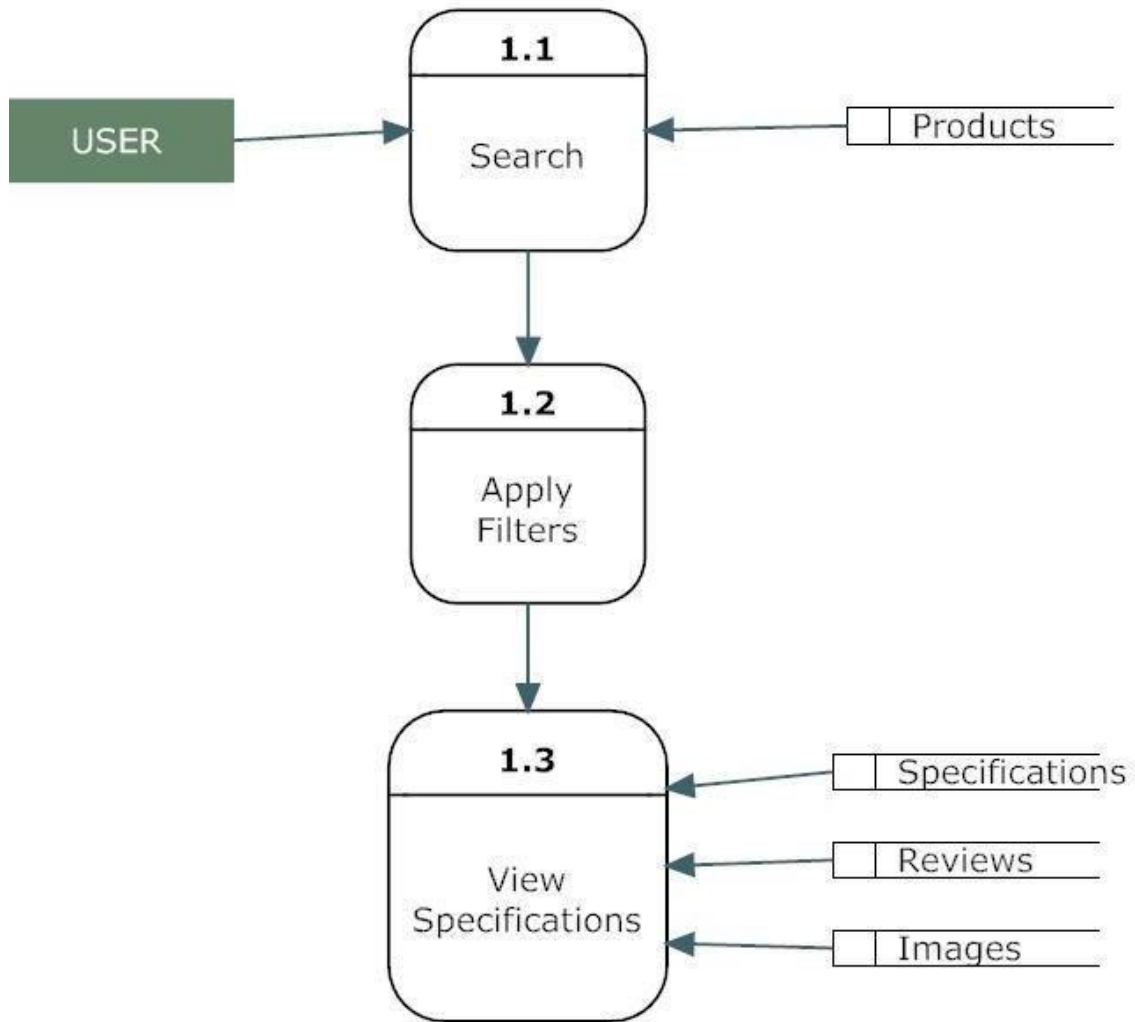 1.1
USER
Search
Products
1.2
Apply
Filters
1.3
View
Specifications
Specifications
Reviews
Images